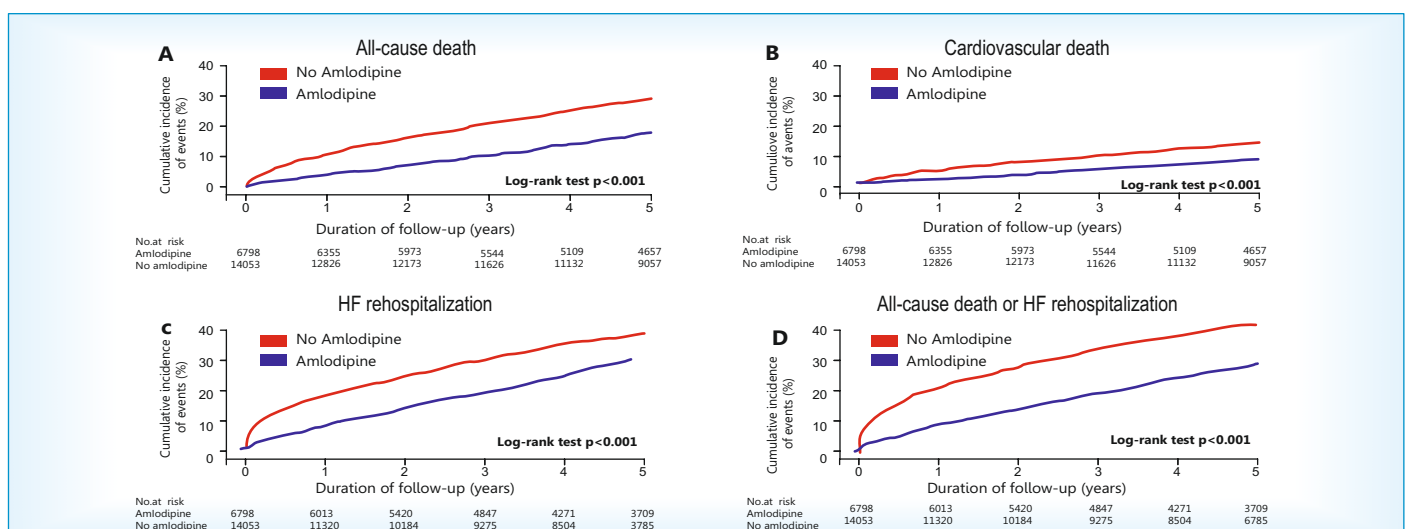 A
All-cause death
Cumulative incidence
of events (%)
40
30
20
10
0
No Amlodipine
Amlodipine
Log-rank test p<0.001
0 1 2 3 4 5
Duration of follow-up (years)
No.at risk
Amlodipine 6798 6355 5973 5544 5109 4657
No amlodipine 14053 12826 12173 11626 11132 9057
B
Cardiovascular death
Cumuliove incidence
of avents (%)
40
30
20
10
0
No Amlodipine
Amlodipine
Log-rank test p<0.001
0 1 2 3 4 5
Duration of follow-up (years)
No.at risk
Amlodipine 6798 6355 5973 5544 5109 4657
No amlodipine 14053 12826 12173 11626 11132 9057
C
HF rehospitalization
Cumulative incidence
of events (%)
40
30
20
10
0
No Amlodipine
Amlodipine
Log-rank test p<0.001
0 1 2 3 4 5
Duration of follow-up (years)
No.at risk
Amlodipine 6798 6013 5420 4847 4271 3709
No amlodipine 14053 11320 10184 9275 8504 3785
D
All-cause death or HF rehospitalization
Cumulative incidence
of events (%)
40
30
20
10
0
No Amlodipine
Amlodipine
Log-rank test p<0.001
0 1 2 3 4 5
Duration of follow-up (years)
No.at risk
Amlodipine 6798 6013 5420 4847 4271 3709
No amlodipine 14053 11320 10184 9275 8504 6785